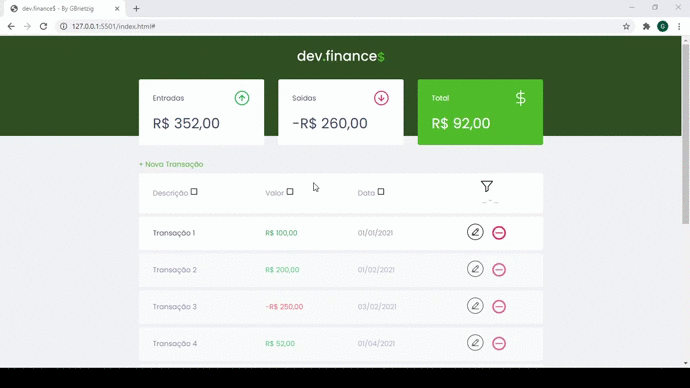 dev.finance$ - By GBrietzig
127.0.0.1:5501/index.html#
G
dev.finance$
Entradas
R$ 352,00
Saídas
-R$ 260,00
Total
$
R$ 92,00
+ Nova Transação
Descrição Valor Data
... - ...
Transação 1 R$ 100,00 01/01/2021
Transação 2 R$ 200,00 01/02/2021
Transação 3 -R$ 250,00 03/02/2021
Transação 4 R$ 52,00 01/04/2021